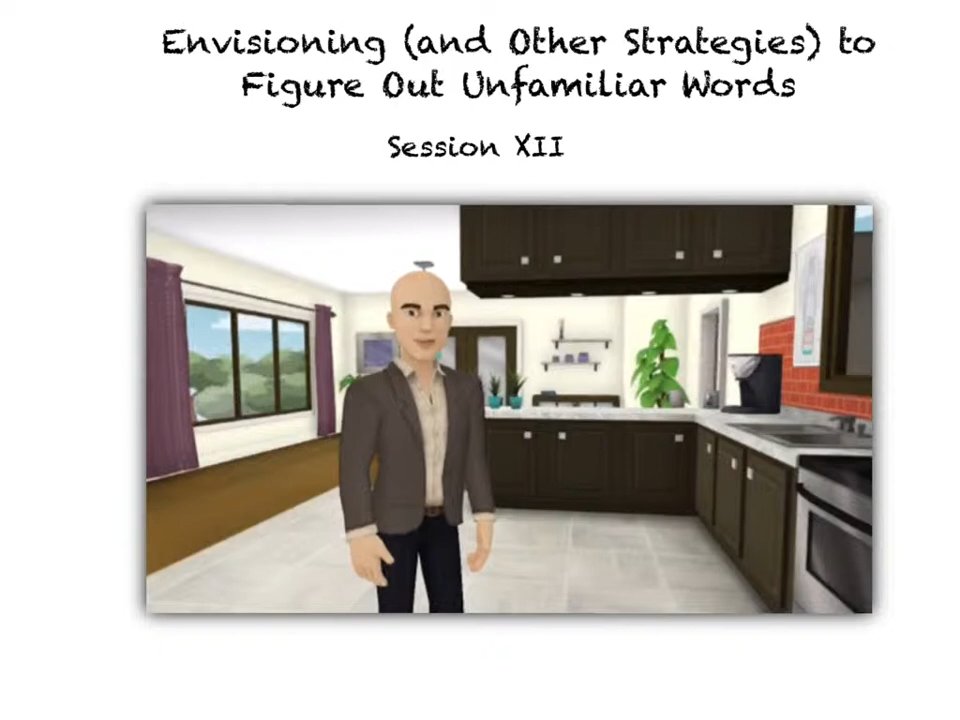 Envisioning (and Other Strategies) to
Figure Out Unfamiliar Words
Session XII